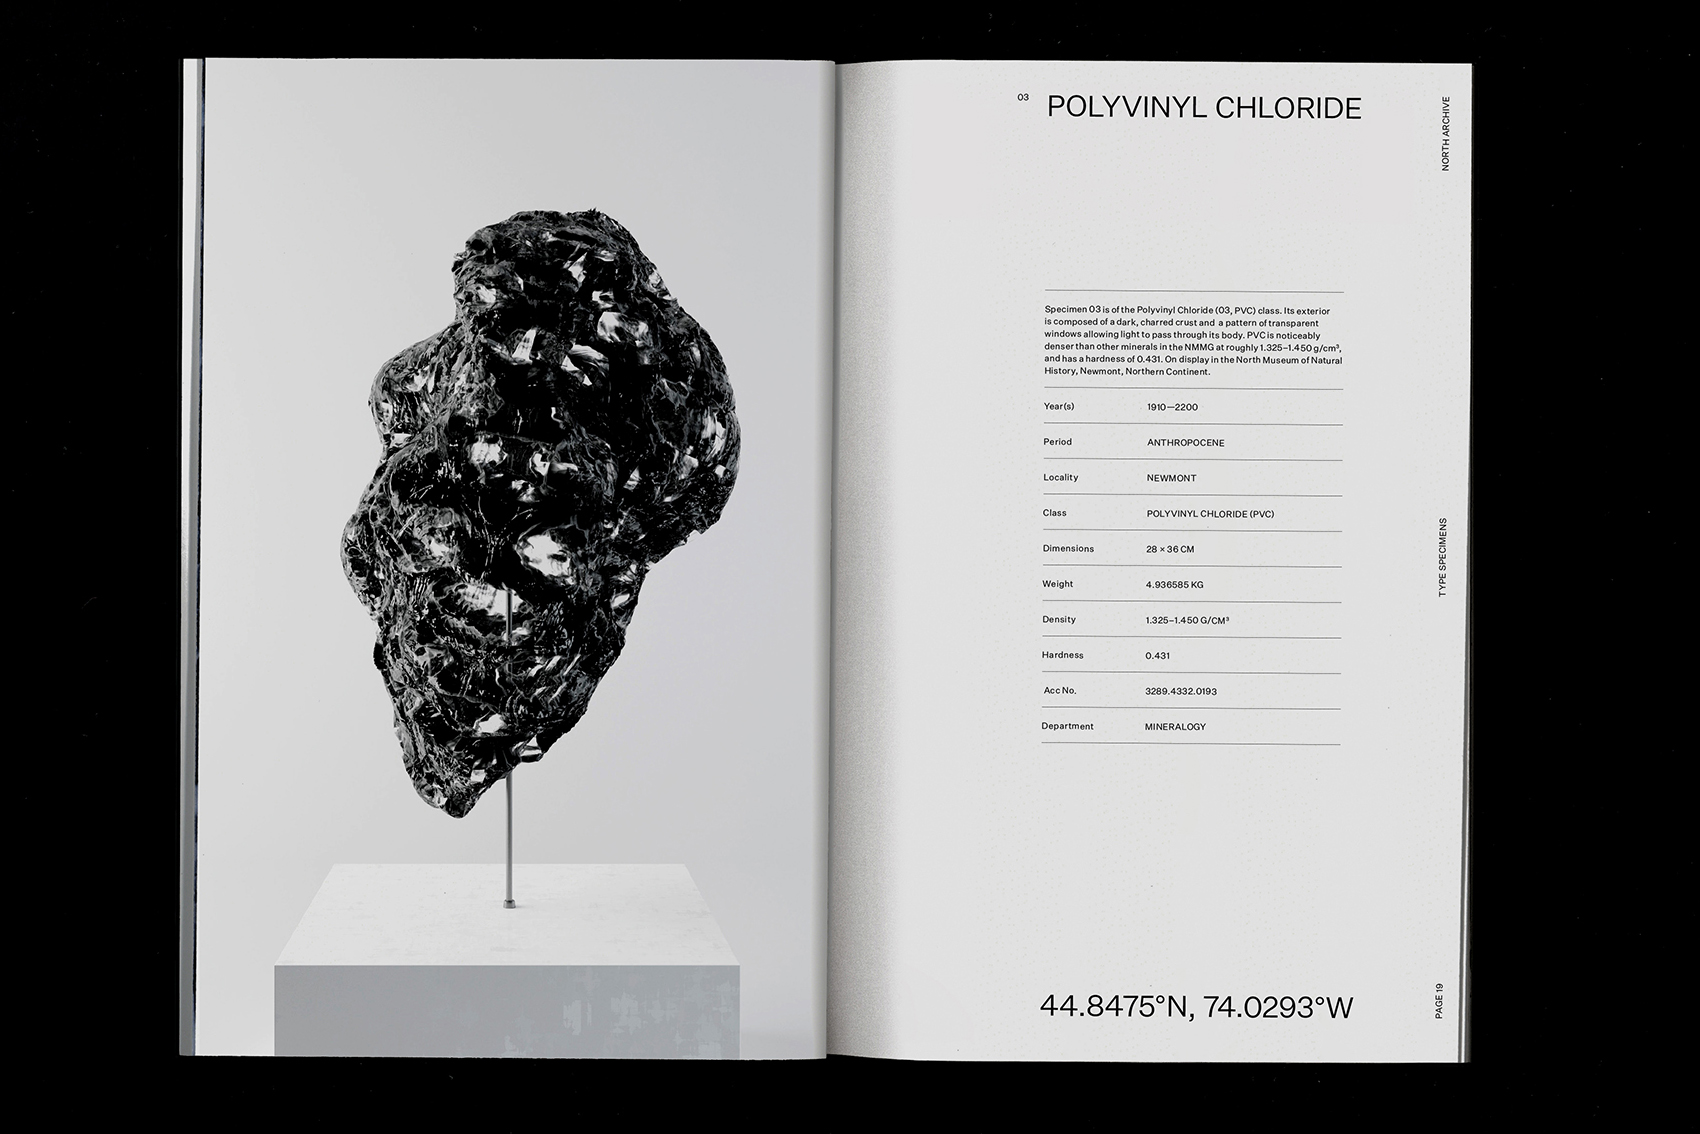 03 POLYVINYL CHLORIDE
NORTH ARCHIVE
Specimen 03 is of the Polyvinyl Chloride (03, PVC) class. Its exterior
is composed of a dark, charred crust and a pattern of transparent
windows allowing light to pass through its body. PVC is noticeably
denser than other minerals in the NMMG at roughly 1.325–1.450 g/cm³,
and has a hardness of 0.431. On display in the North Museum of Natural
History, Newmont, Northern Continent.
Year(s) 1910—2200
Period ANTHROPOCENE
Locality NEWMONT
Class POLYVINYL CHLORIDE (PVC)
Dimensions 28 × 36 CM
Weight 4.936585 KG
Density 1.325–1.450 G/CM³
Hardness 0.431
Acc No. 3289.4332.0193
Department MINERALOGY
TYPE SPECIMENS
44.8475°N, 74.0293°W
PAGE 19